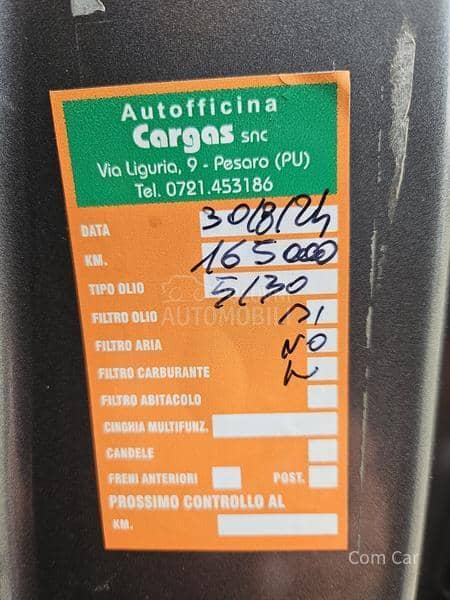 Autofficina
Cargas snc
Via Liguria, 9 - Pesaro (PU)
Tel. 0721.453186
DATA 30/8/24
KM. 165000
TIPO OLIO 5/30
AUTOMOBILI
FILTRO OLIO SI
FILTRO ARIA NO
FILTRO CARBURANTE
FILTRO ABITACOLO
CINGHIA MULTIFUNZ.
CANDELE
FRENI ANTERIORI POST.
PROSSIMO CONTROLLO AL
KM.
Com Car